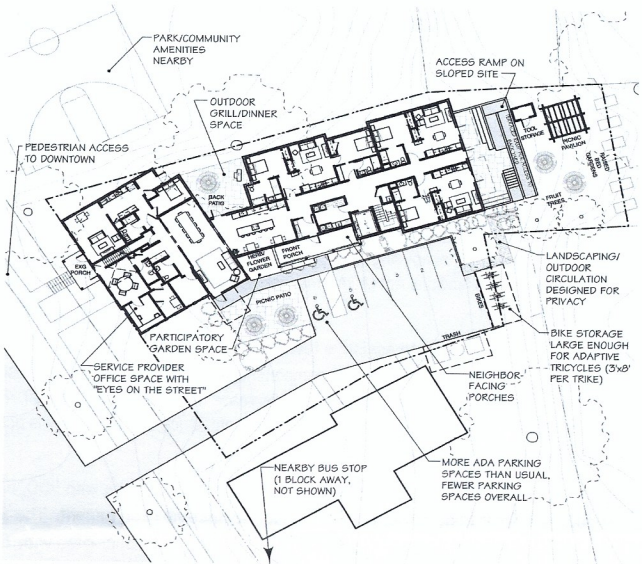 PARK/COMMUNITY
AMENITIES
NEARBY
ACCESS RAMP ON
SLOPED SITE
OUTDOOR
GRILL/DINNER
SPACE
PEDESTRIAN ACCESS
TO DOWNTOWN
TOOL
STORAGE
PICNIC
PAVILION
BACK
PATIO
FRUIT
TREES
EXG
PORCH
HERB/
FLOWER
GARDEN
FRONT
PORCH
LANDSCAPING/
OUTDOOR
CIRCULATION
DESIGNED FOR
PRIVACY
PICNIC PATIO
BIKES
TRASH
PARTICIPATORY
GARDEN SPACE
BIKE STORAGE
LARGE ENOUGH
FOR ADAPTIVE
TRICYCLES (3'x8'
PER TRIKE)
SERVICE PROVIDER
OFFICE SPACE WITH
"EYES ON THE STREET"
NEIGHBOR-
FACING
PORCHES
NEARBY BUS STOP
(1 BLOCK AWAY,
NOT SHOWN)
MORE ADA PARKING
SPACES THAN USUAL,
FEWER PARKING
SPACES OVERALL